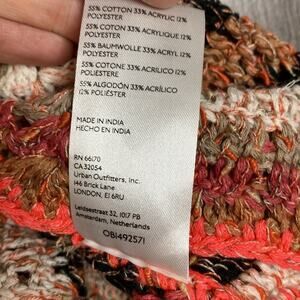 55% COTTON 33% ACRYLIC 12%
POLYESTER
55% COTON 33% ACRYLIQUE 12%
POLYESTER
55% BAUMWOLLE 33% ACRYL 12%
POLYESTER
55% COTONE 33% ACRILICO 12%
POLIESTERE
55% ALGODÓN 33% ACRÍLICO
12% POLIÉSTER
MADE IN INDIA
HECHO EN INDIA
RN 66170
CA 32054
Urban Outfitters, Inc.
146 Brick Lane
LONDON, E1 6RU
Leidsestraat 32, 1017 PB
Amsterdam, Netherlands
OB1492571